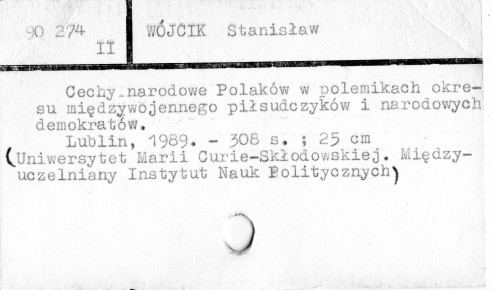 90 274
II
WÓJCIK Stanisław
Cechy narodowe Polaków w polemikach okre-
su międzywojennego piłsudczyków i narodowych
demokratów.
Lublin, 1989. - 308 s. ; 25 cm
(Uniwersytet Marii Curie-Skłodowskiej. Między-
uczelniany Instytut Nauk Politycznych)